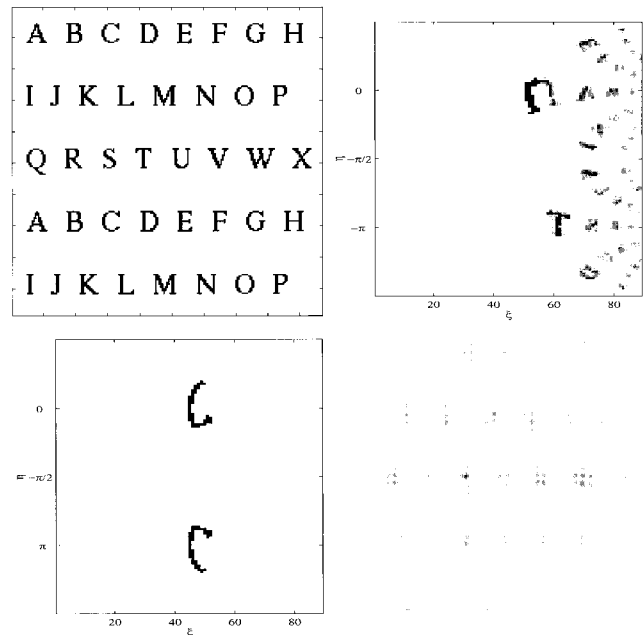 A B C D E F G H
I J K L M N O P
Q R S T U V W X
A B C D E F G H
I J K L M N O P
0
η -π/2
-π
20 40 60 80
ξ
T
0
η -π/2
π
20 40 60 80
ξ